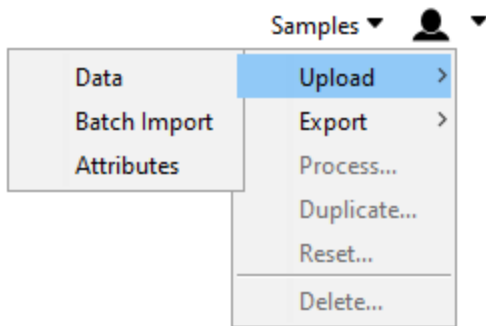 Samples
Data
Batch Import
Attributes
Upload
Export
Process...
Duplicate...
Reset...
Delete...